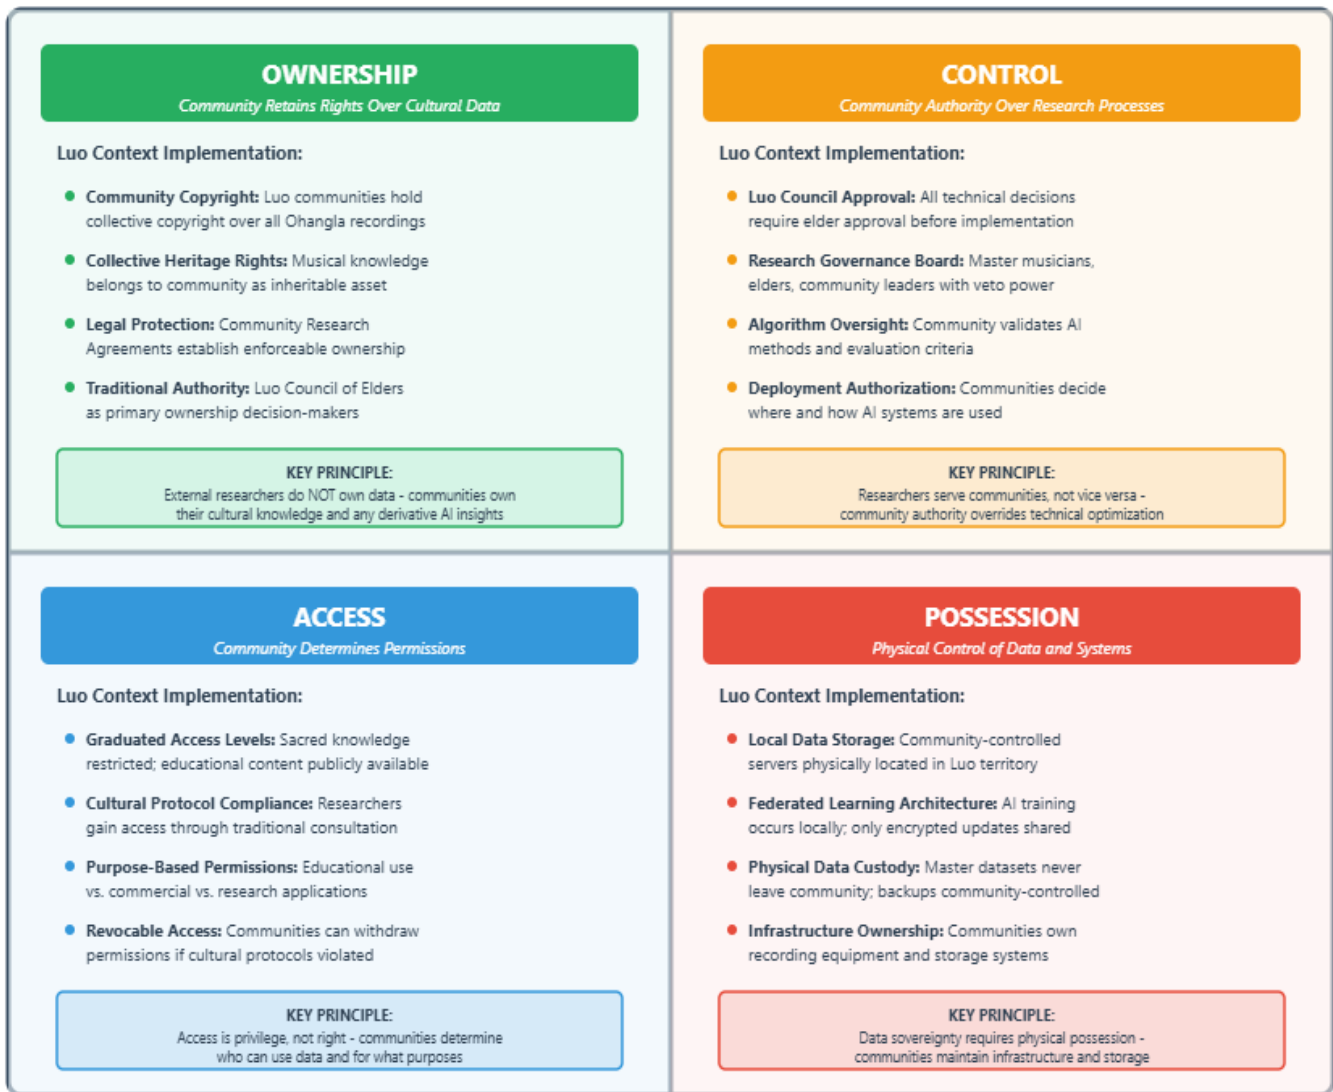 OWNERSHIP
Community Retains Rights Over Cultural Data
Luo Context Implementation:
Community Copyright: Luo communities hold
collective copyright over all Ohangla recordings
Collective Heritage Rights: Musical knowledge
belongs to community as inheritable asset
Legal Protection: Community Research
Agreements establish enforceable ownership
Traditional Authority: Luo Council of Elders
as primary ownership decision-makers
KEY PRINCIPLE:
External researchers do NOT own data - communities own
their cultural knowledge and any derivative AI insights
CONTROL
Community Authority Over Research Processes
Luo Context Implementation:
Luo Council Approval: All technical decisions
require elder approval before implementation
Research Governance Board: Master musicians,
elders, community leaders with veto power
Algorithm Oversight: Community validates AI
methods and evaluation criteria
Deployment Authorization: Communities decide
where and how AI systems are used
KEY PRINCIPLE:
Researchers serve communities, not vice versa -
community authority overrides technical optimization
ACCESS
Community Determines Permissions
Luo Context Implementation:
Graduated Access Levels: Sacred knowledge
restricted; educational content publicly available
Cultural Protocol Compliance: Researchers
gain access through traditional consultation
Purpose-Based Permissions: Educational use
vs. commercial vs. research applications
Revocable Access: Communities can withdraw
permissions if cultural protocols violated
KEY PRINCIPLE:
Access is privilege, not right - communities determine
who can use data and for what purposes
POSSESSION
Physical Control of Data and Systems
Luo Context Implementation:
Local Data Storage: Community-controlled
servers physically located in Luo territory
Federated Learning Architecture: AI training
occurs locally; only encrypted updates shared
Physical Data Custody: Master datasets never
leave community; backups community-controlled
Infrastructure Ownership: Communities own
recording equipment and storage systems
KEY PRINCIPLE:
Data sovereignty requires physical possession -
communities maintain infrastructure and storage